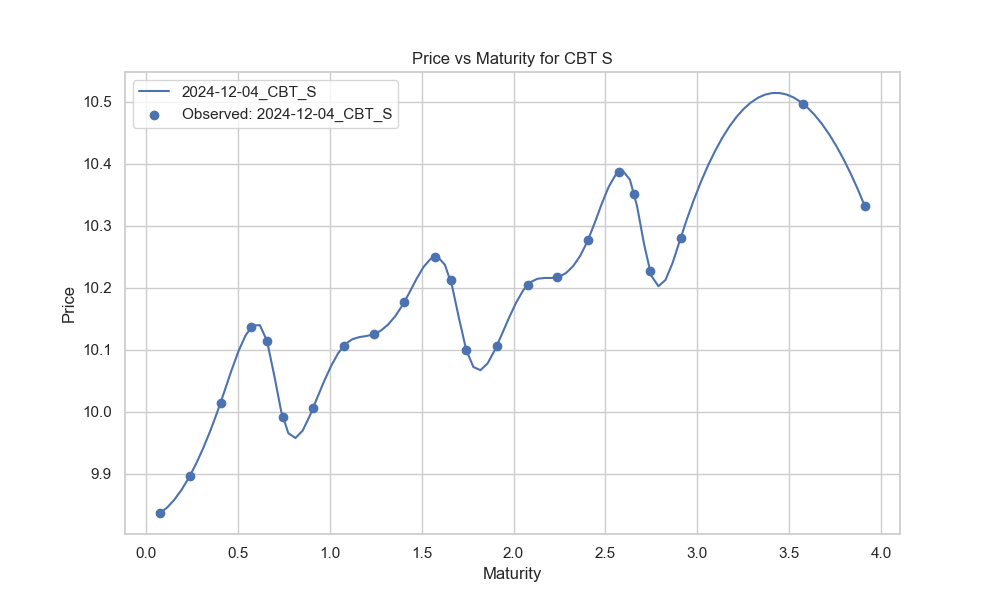 Price vs Maturity for CBT S
2024-12-04_CBT_S
Observed: 2024-12-04_CBT_S
Price
10.5
10.4
10.3
10.2
10.1
10.0
9.9
0.0 0.5 1.0 1.5 2.0 2.5 3.0 3.5 4.0
Maturity